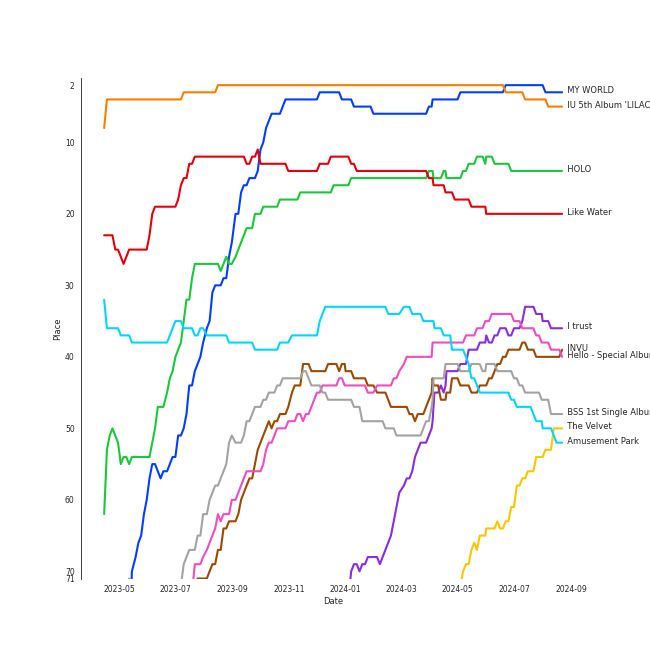 2
MY WORLD
IU 5th Album 'LILAC
10
HOLO
Like Water
20
30
I trust
INVU
40
Hello - Special Albu
BSS 1st Single Albu
50
The Velvet
Amusement Park
60
70
71
Place
2023-05
2023-07
2023-09
2023-11
2024-01
2024-03
2024-05
2024-07
2024-09
Date